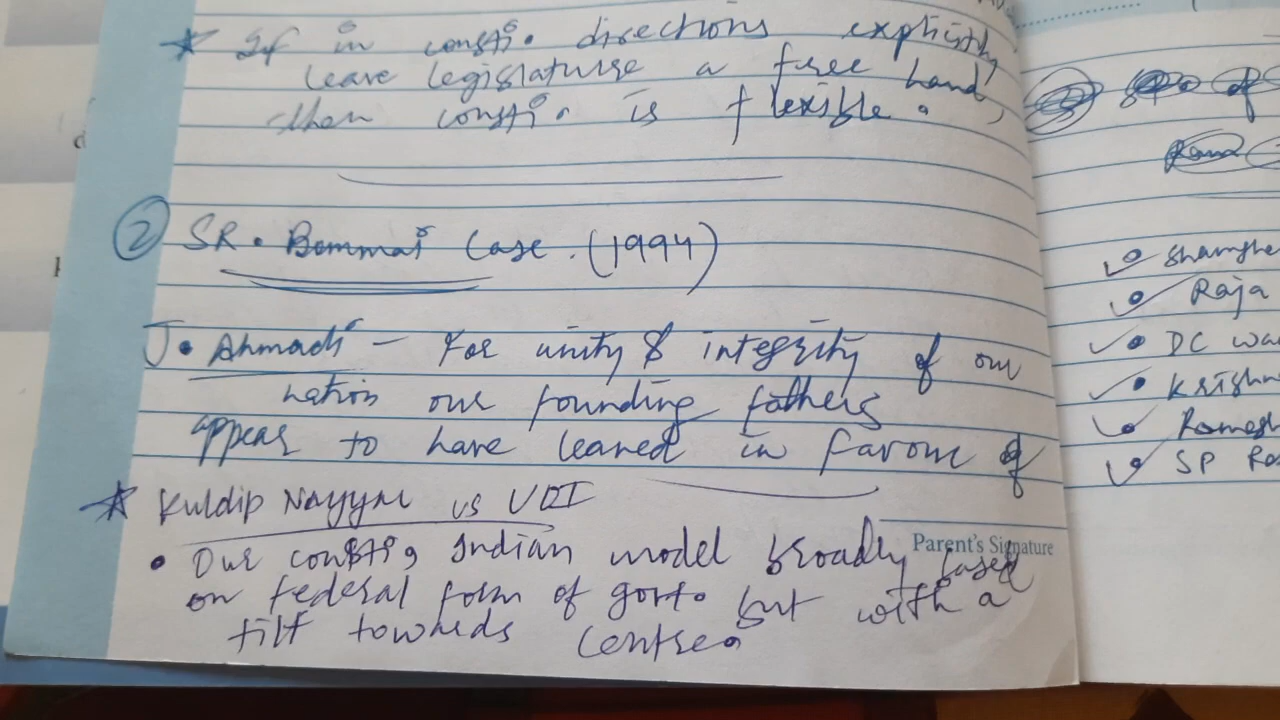 * If in consti. directions explicitly
leave legislature a free hand,
then consti. is flexible.
② SR. Bommai Case. (1994)
J. Ahmadi - For unity & integrity of our
nation our founding fathers
appear to have leaned in favour of
* Kuldip Nayyar vs UOI
Parent's Signature
• Our consti, Indian model broadly based
on federal form of govt. but with a
tilt towards Centre.
of
Raja
DC
SP